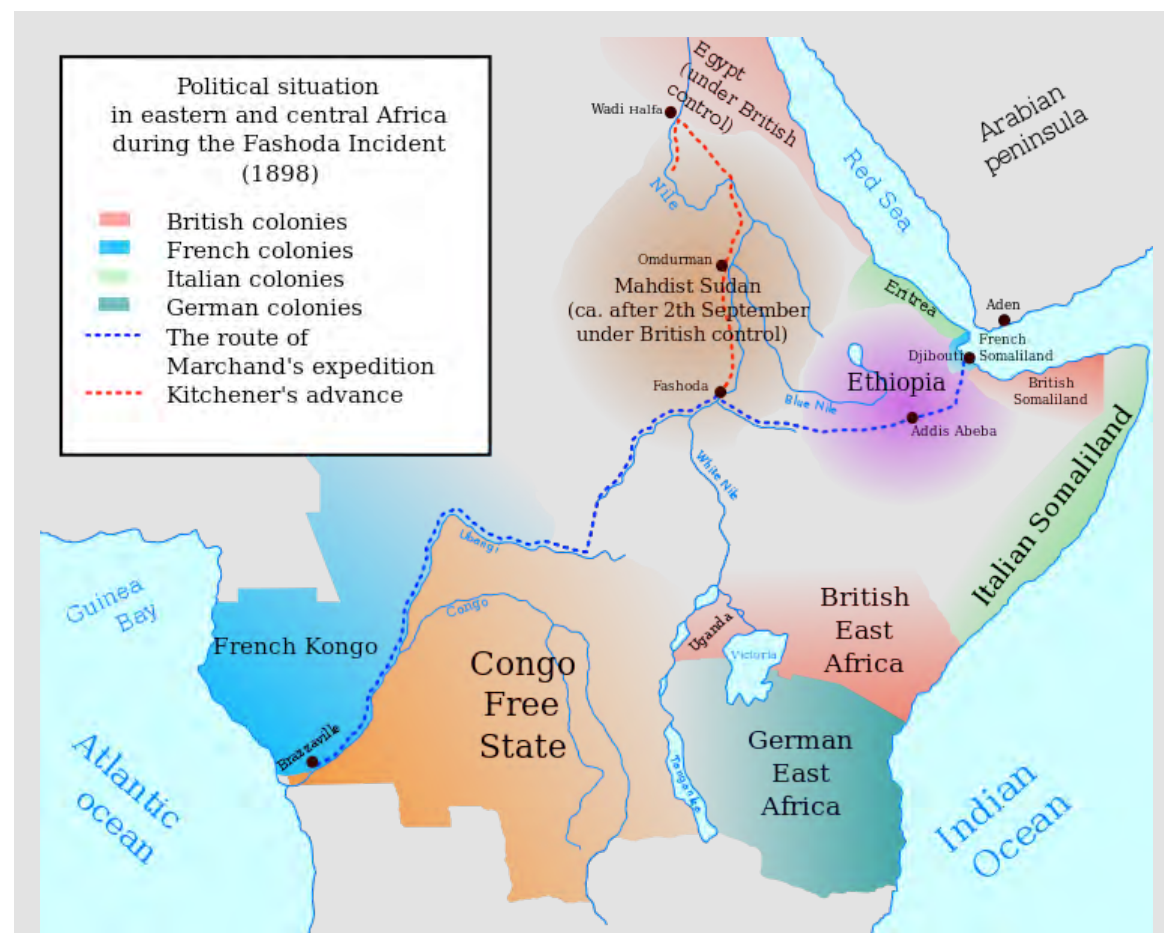 Political situation
in eastern and central Africa
during the Fashoda Incident
(1898)
British colonies
French colonies
Italian colonies
German colonies
The route of
Marchand's expedition
Kitchener's advance
Egypt
(under British
control)
Wadi Halfa
Arabian
peninsula
Red Sea
Nile
Omdurman
Mahdist Sudan
(ca. after 2th September
under British control)
Eritrea
Aden
French
Somaliland
Djibouti
Ethiopia
British
Somaliland
Fashoda
Blue Nile
Addis Abeba
White Nile
Italian Somaliland
Ubangi
Guinea
Bay
Congo
French Kongo
Uganda
British
East
Africa
Victoria
Congo
Free
State
Brazzaville
German
East
Africa
Atlantic
ocean
Indian
Ocean